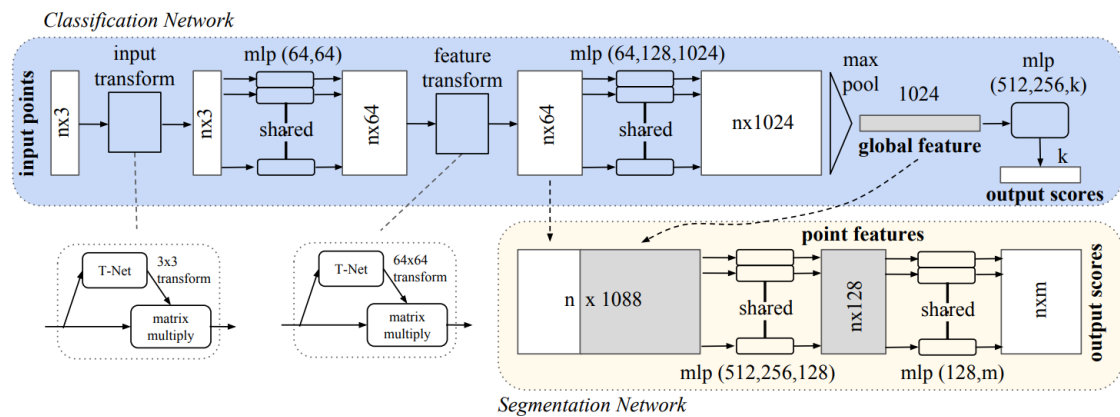 Classification Network
input points
nx3
input
transform
nx3
mlp (64,64)
shared
nx64
feature
transform
nx64
mlp (64,128,1024)
shared
nx1024
max
pool
1024
global feature
mlp
(512,256,k)
k
output scores
T-Net
3x3
transform
matrix
multiply
T-Net
64x64
transform
matrix
multiply
point features
n x 1088
shared
mlp (512,256,128)
nx128
shared
mlp (128,m)
nxm
output scores
Segmentation Network